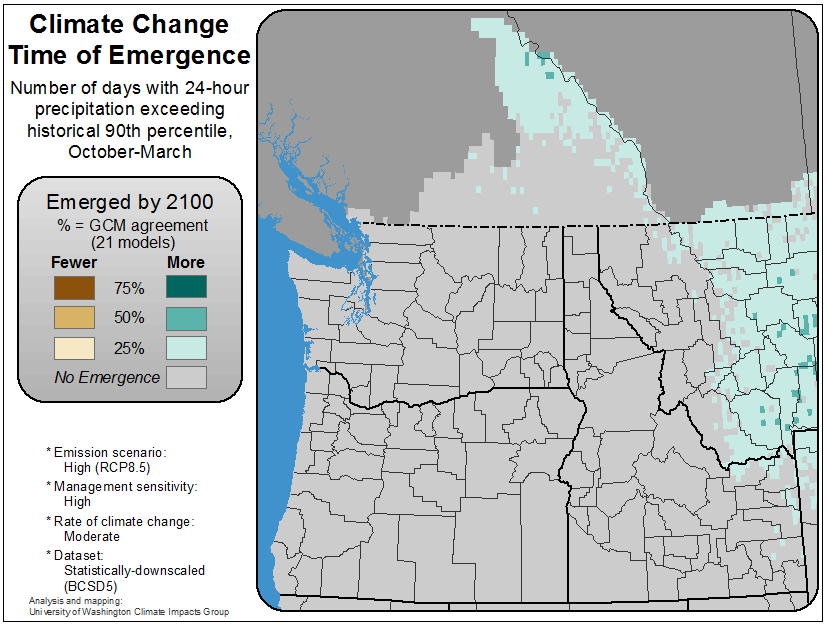 Climate Change
Time of Emergence
Number of days with 24-hour
precipitation exceeding
historical 90th percentile,
October-March
Emerged by 2100
% = GCM agreement
(21 models)
Fewer More
75%
50%
25%
No Emergence
* Emission scenario:
High (RCP8.5)
* Management sensitivity:
High
* Rate of climate change:
Moderate
* Dataset:
Statistically-downscaled
(BCSD5)
Analysis and mapping:
University of Washington Climate Impacts Group